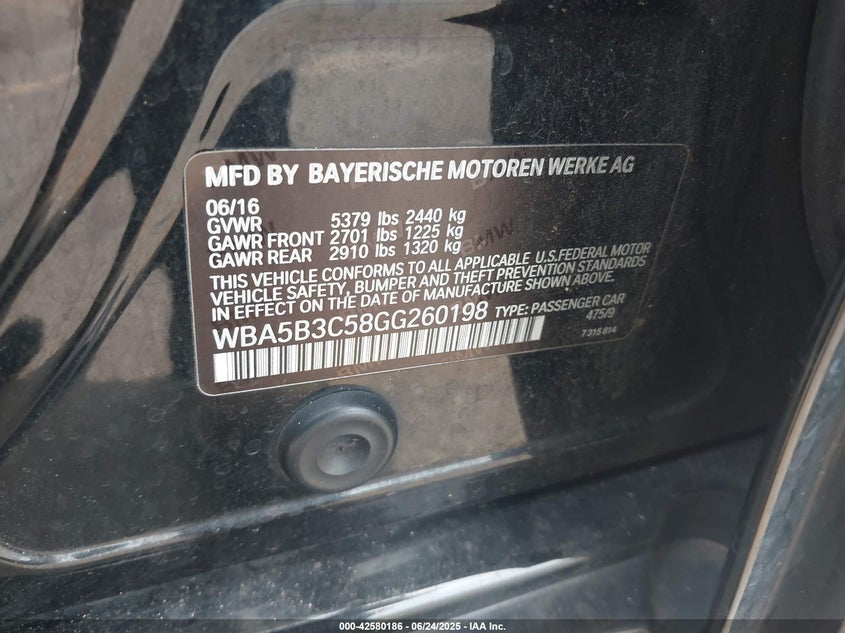 MFD BY BAYERISCHE MOTOREN WERKE AG
06/16
GVWR 5379 lbs 2440 kg
GAWR FRONT 2701 lbs 1225 kg
GAWR REAR 2910 lbs 1320 kg
THIS VEHICLE CONFORMS TO ALL APPLICABLE U.S.FEDERAL MOTOR
VEHICLE SAFETY, BUMPER AND THEFT PREVENTION STANDARDS
IN EFFECT ON THE DATE OF MANUFACTURE SHOWN ABOVE.
WBA5B3C58GG260198 TYPE: PASSENGER CAR
475/9
7315814
000-42580186 - 06/24/2025 - IAA Inc.